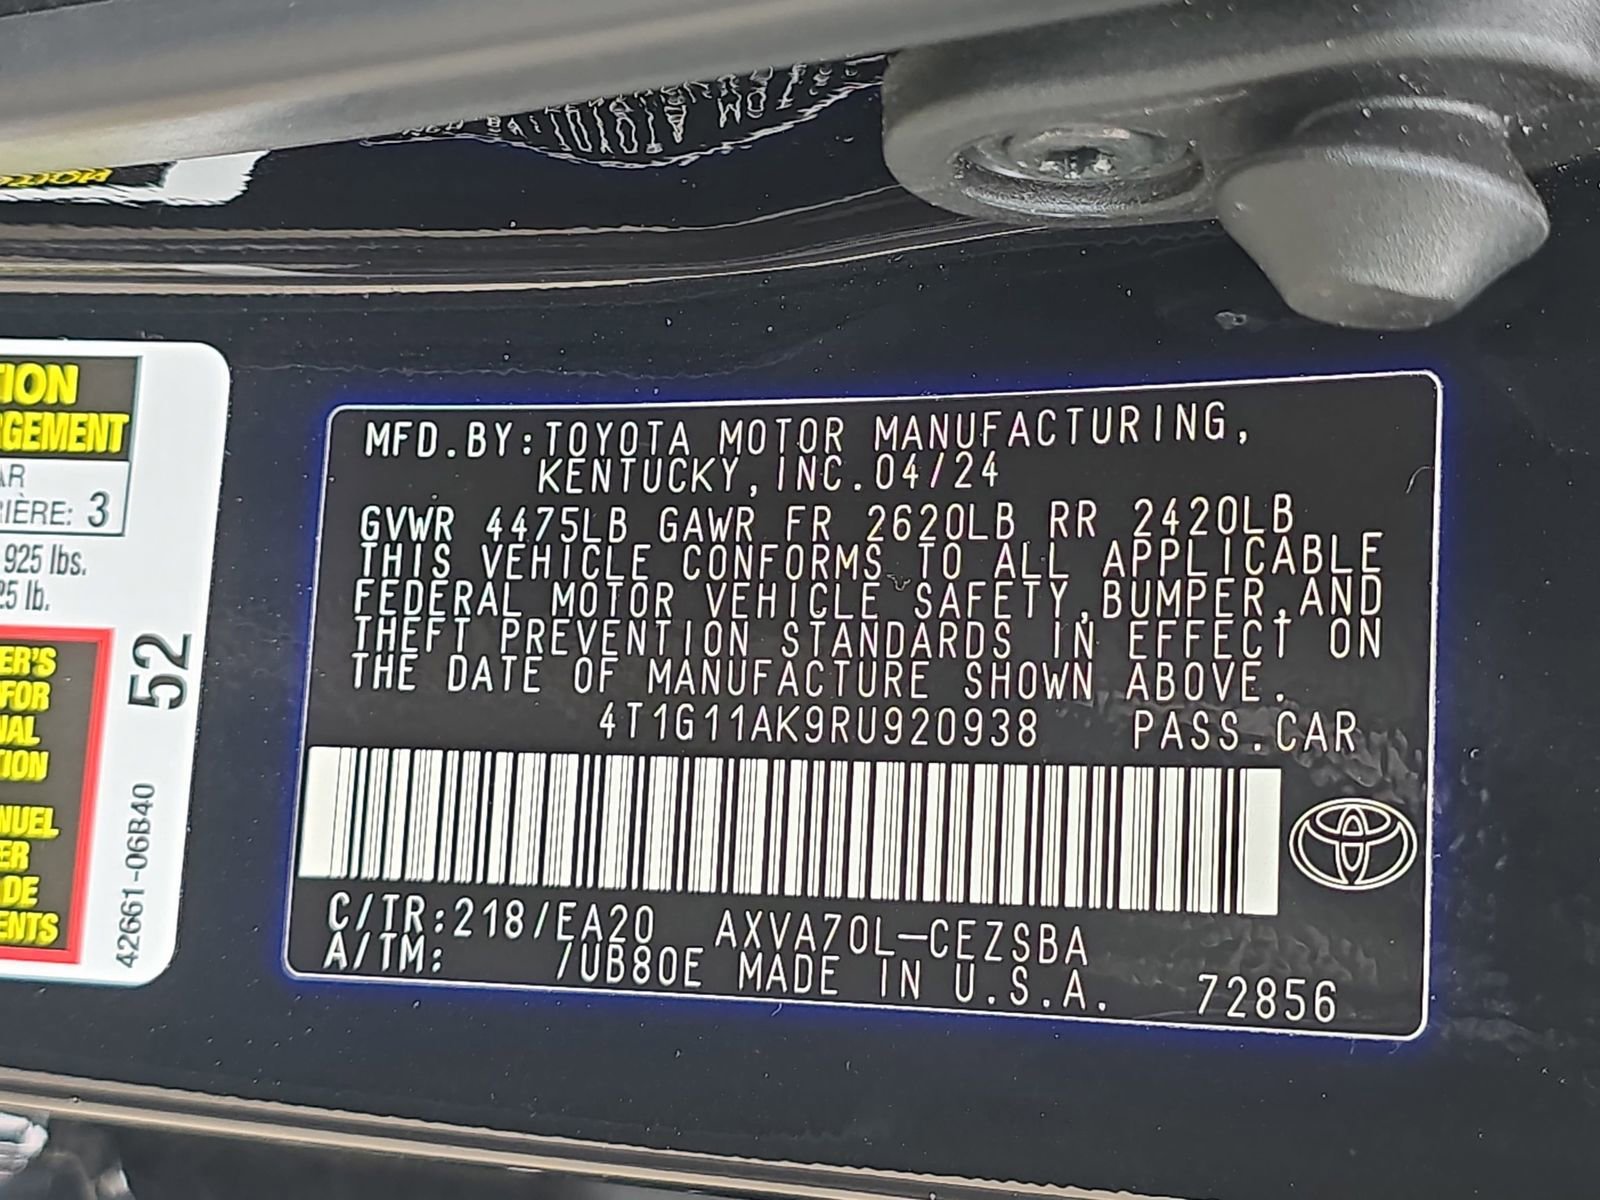 TION
GEMENT
AR
IÈRE: 3
925 lbs.
25 lb.
ER'S
FOR
NAL
TION
NUEL
ER
DE
ENTS
52
42661-06B40
MFD.BY:TOYOTA MOTOR MANUFACTURING,
KENTUCKY,INC.04/24
GVWR 4475LB GAWR FR 2620LB RR 2420LB
THIS VEHICLE CONFORMS TO ALL APPLICABLE
FEDERAL MOTOR VEHICLE SAFETY,BUMPER,AND
THEFT PREVENTION STANDARDS IN EFFECT ON
THE DATE OF MANUFACTURE SHOWN ABOVE.
4T1G11AK9RU920938 PASS.CAR
C/TR:218/EA20 AXVA70L-CEZSBA
A/TM: /UB80E MADE IN U.S.A. 72856